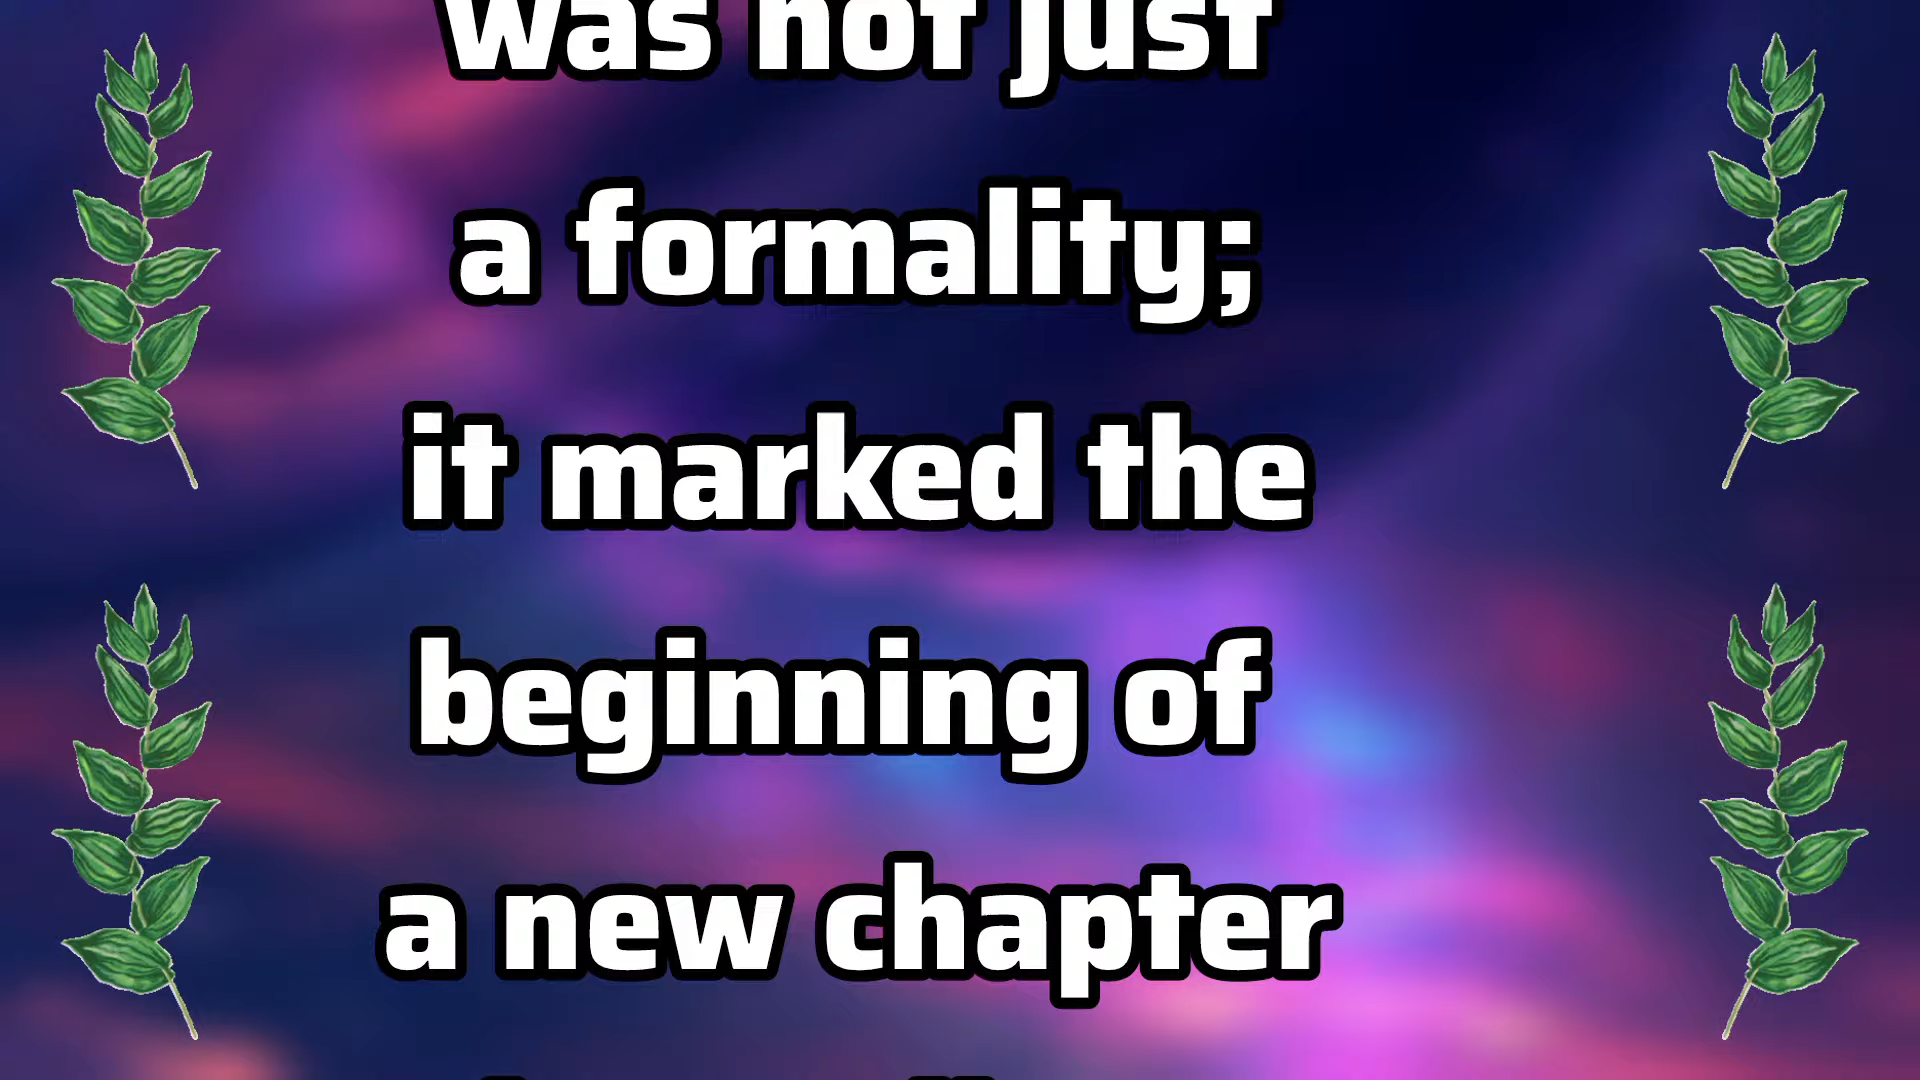 was not just
a formality;
it marked the
beginning of
a new chapter